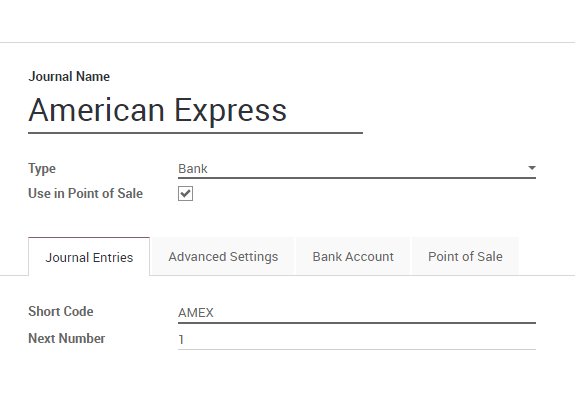 Journal Name
American Express
Type Bank
Use in Point of Sale
Journal Entries Advanced Settings Bank Account Point of Sale
Short Code AMEX
Next Number 1